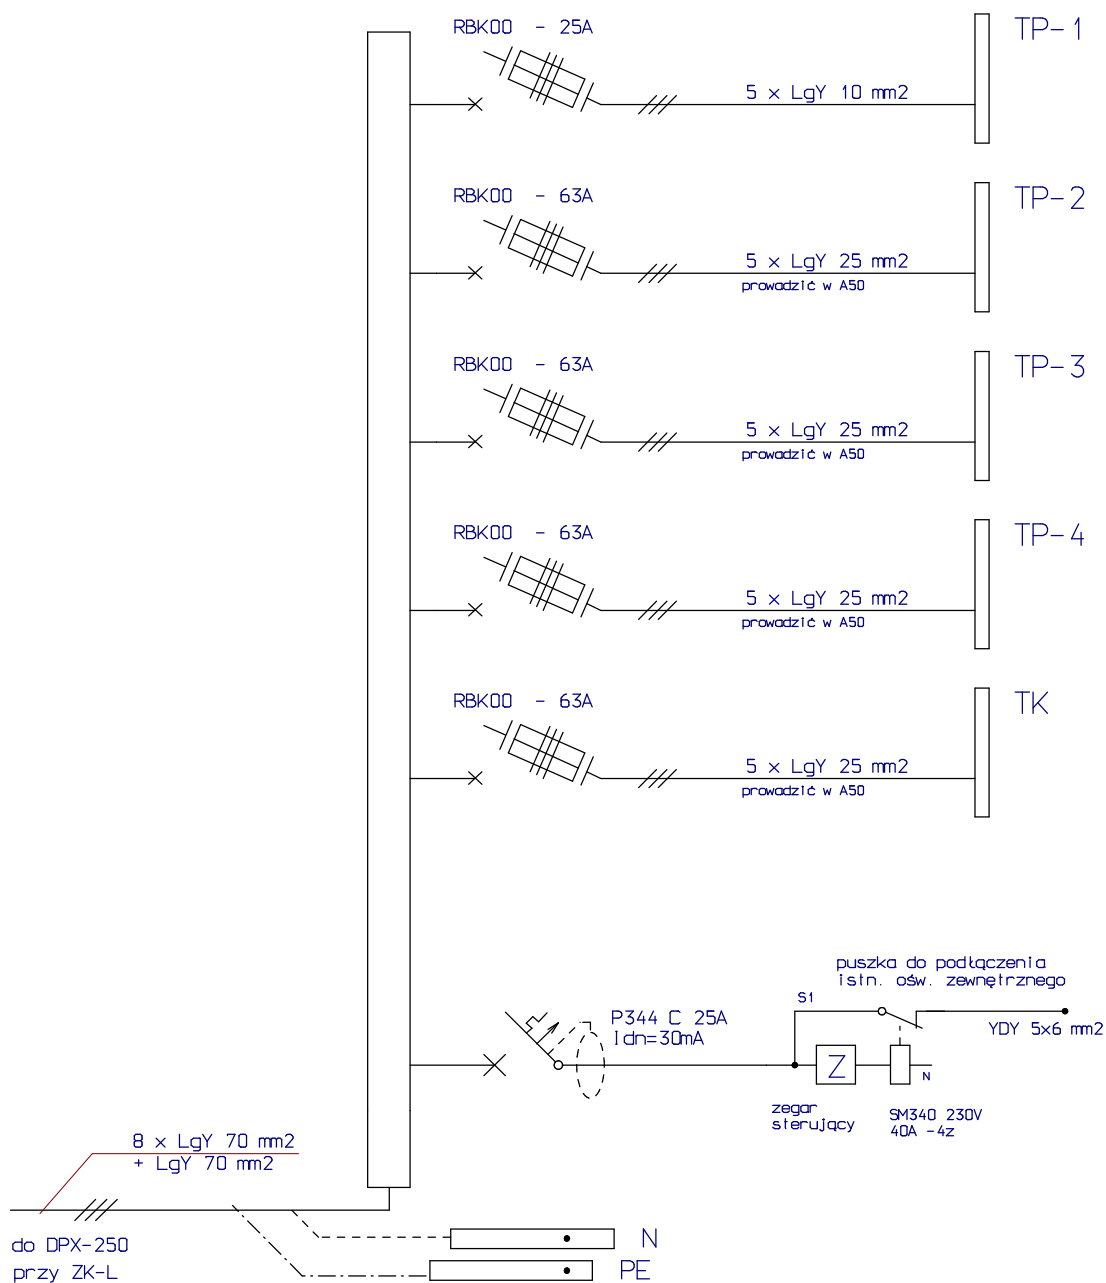 RBK00 - 25A
TP-1
5 x LgY 10 mm2
RBK00 - 63A
TP-2
5 x LgY 25 mm2
prowadzić w A50
RBK00 - 63A
TP-3
5 x LgY 25 mm2
prowadzić w A50
RBK00 - 63A
TP-4
5 x LgY 25 mm2
prowadzić w A50
RBK00 - 63A
TK
5 x LgY 25 mm2
prowadzić w A50
puszka do podłączenia
istn. ośw. zewnętrznego
S1
P344 C 25A
Idn=30mA
YDY 5x6 mm2
Z
N
zegar
sterujący
SM340 230V
40A -4z
8 x LgY 70 mm2
+ LgY 70 mm2
do DPX-250
przy ZK-L
N
PE